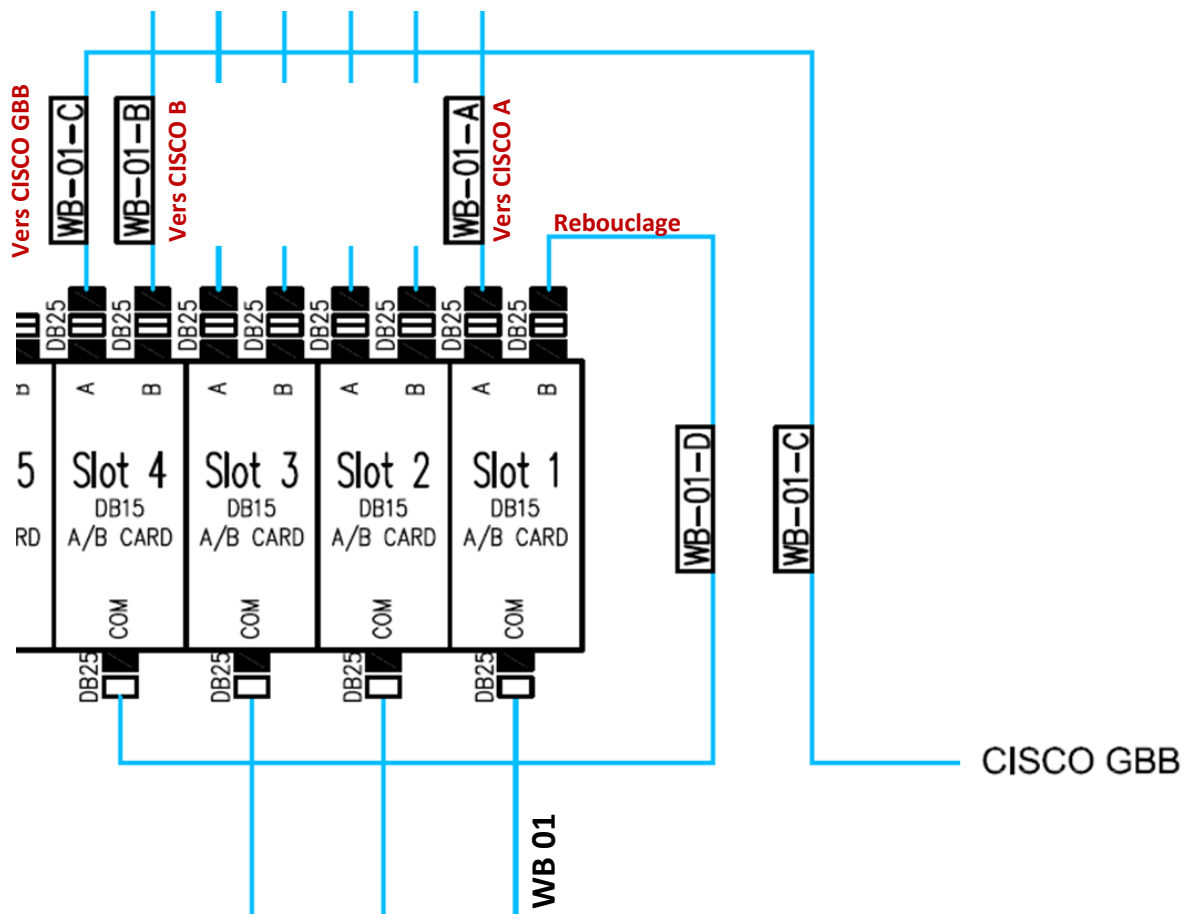 Vers CISCO GBB
WB-01-C
WB-01-B
Vers CISCO B
WB-01-A
Vers CISCO A
Rebouclage
DB25
DB25
DB25
DB25
DB25
DB25
DB25
DB25
B
A
B
A
B
A
B
A
B
5
Slot 4
Slot 3
Slot 2
Slot 1
DB15
DB15
DB15
DB15
RD
A/B CARD
A/B CARD
A/B CARD
A/B CARD
COM
COM
COM
COM
DB25
DB25
DB25
DB25
WB-01-D
WB-01-C
CISCO GBB
WB 01